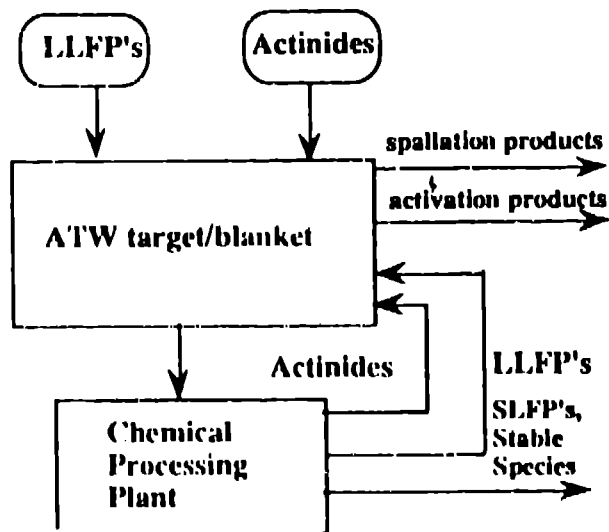 LLFP's
Actinides
spallation products
activation products
ATW target/blanket
Actinides
LLFP's
SLFP's,
Stable
Species
Chemical
Processing
Plant